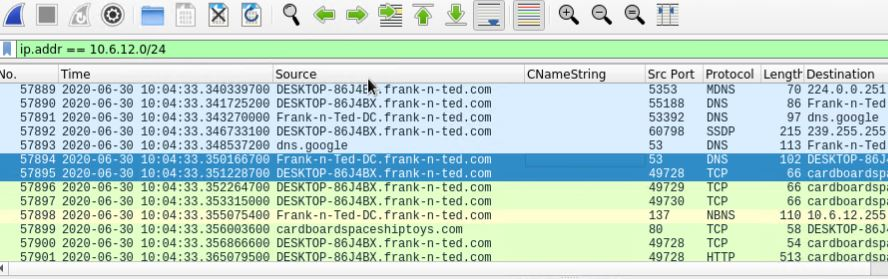 ip.addr == 10.6.12.0/24
No. Time Source CNameString Src Port Protocol Length Destination
57889 2020-06-30 10:04:33.340339700 DESKTOP-86J4BX.frank-n-ted.com 5353 MDNS 70 224.0.0.251
57890 2020-06-30 10:04:33.341725200 DESKTOP-86J4BX.frank-n-ted.com 55188 DNS 86 Frank-n-Ted
57891 2020-06-30 10:04:33.343270000 Frank-n-Ted-DC.frank-n-ted.com 53392 DNS 97 dns.google
57892 2020-06-30 10:04:33.346733100 DESKTOP-86J4BX.frank-n-ted.com 60798 SSDP 215 239.255.255
57893 2020-06-30 10:04:33.348537200 dns.google 53 DNS 113 Frank-n-Ted
57894 2020-06-30 10:04:33.350166700 Frank-n-Ted-DC.frank-n-ted.com 53 DNS 102 DESKTOP-86J
57895 2020-06-30 10:04:33.351228700 DESKTOP-86J4BX.frank-n-ted.com 49728 TCP 66 cardboardspa
57896 2020-06-30 10:04:33.352264700 DESKTOP-86J4BX.frank-n-ted.com 49729 TCP 66 cardboardspa
57897 2020-06-30 10:04:33.353315000 DESKTOP-86J4BX.frank-n-ted.com 49730 TCP 66 cardboardspa
57898 2020-06-30 10:04:33.355075400 Frank-n-Ted-DC.frank-n-ted.com 137 NBNS 110 10.6.12.255
57899 2020-06-30 10:04:33.356003600 cardboardspaceshiptoys.com 80 TCP 58 DESKTOP-86J
57900 2020-06-30 10:04:33.356866600 DESKTOP-86J4BX.frank-n-ted.com 49728 TCP 54 cardboardspa
57901 2020-06-30 10:04:33.365079500 DESKTOP-86J4BX.frank-n-ted.com 49728 HTTP 513 cardboardspa